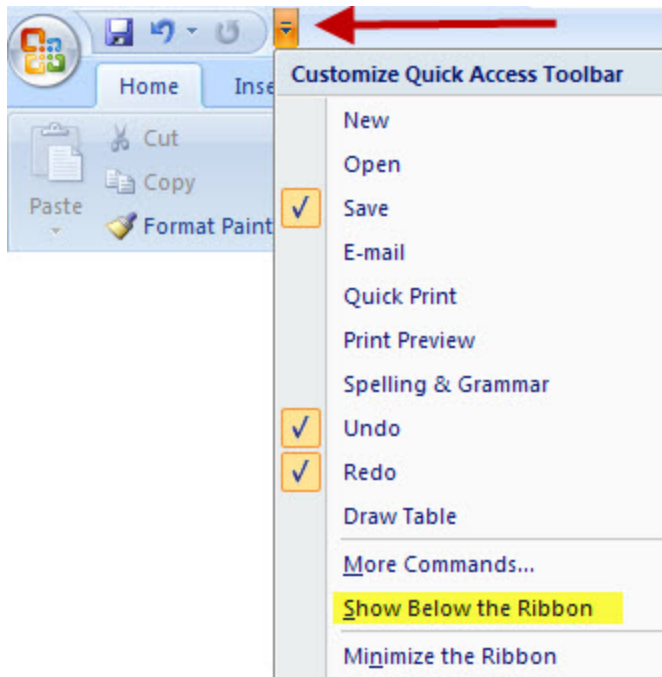 Home Inse
Cut
Copy
Paste
Format Paint
Customize Quick Access Toolbar
New
Open
Save
E-mail
Quick Print
Print Preview
Spelling & Grammar
Undo
Redo
Draw Table
More Commands...
Show Below the Ribbon
Minimize the Ribbon